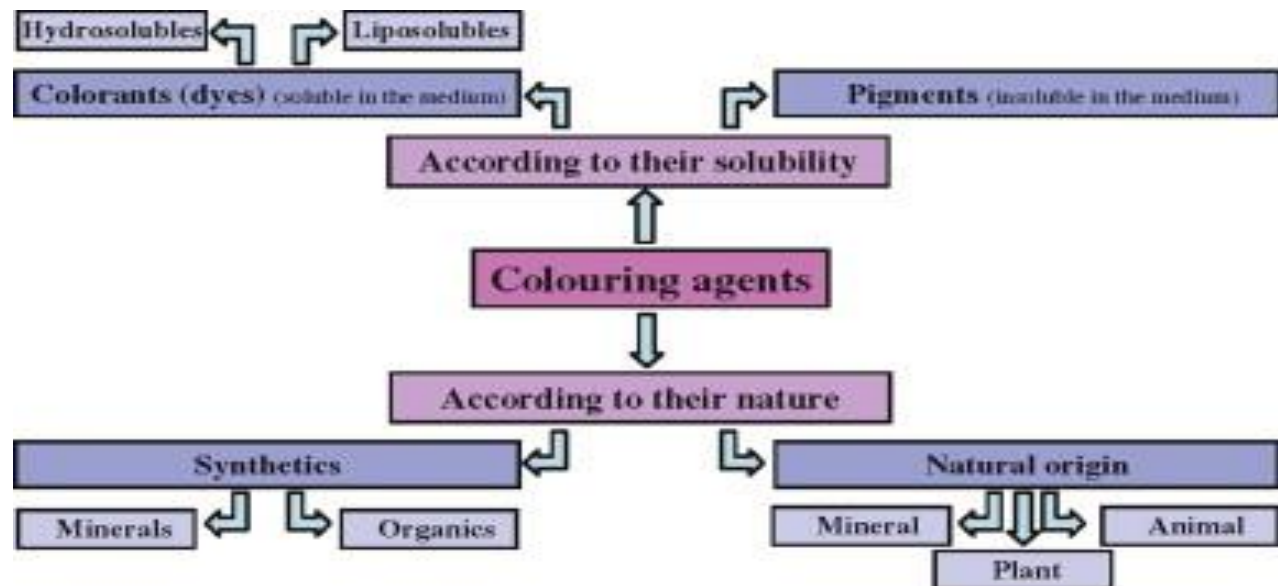 Hydrosolubles
Liposolubles
Colorants (dyes) (soluble in the medium)
Pigments (insoluble in the medium)
According to their solubility
Colouring agents
According to their nature
Synthetics
Natural origin
Minerals
Organics
Mineral
Animal
Plant